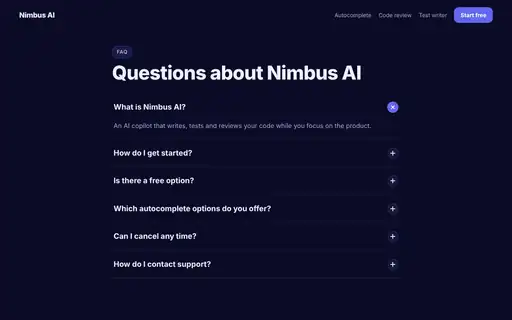 Nimbus AI
Autocomplete Code review Test writer Start free
FAQ
Questions about Nimbus AI
What is Nimbus AI?
An AI copilot that writes, tests and reviews your code while you focus on the product.
How do I get started?
Is there a free option?
Which autocomplete options do you offer?
Can I cancel any time?
How do I contact support?